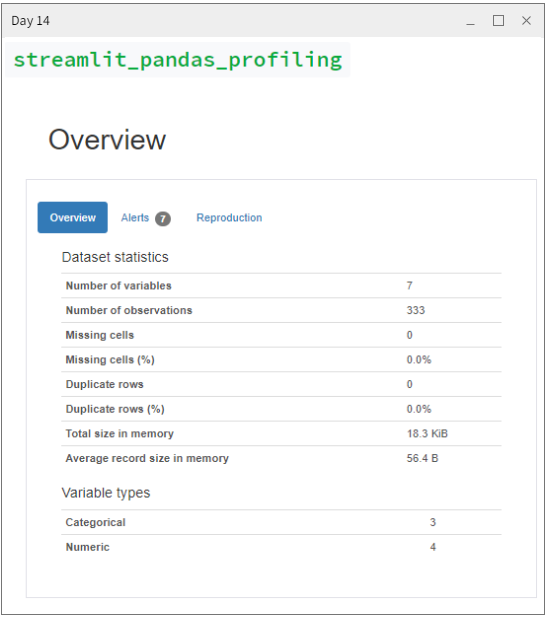 Day 14
streamlit_pandas_profiling
Overview
Overview Alerts 7 Reproduction
Dataset statistics
Number of variables 7
Number of observations 333
Missing cells 0
Missing cells (%) 0.0%
Duplicate rows 0
Duplicate rows (%) 0.0%
Total size in memory 18.3 KiB
Average record size in memory 56.4 B
Variable types
Categorical 3
Numeric 4